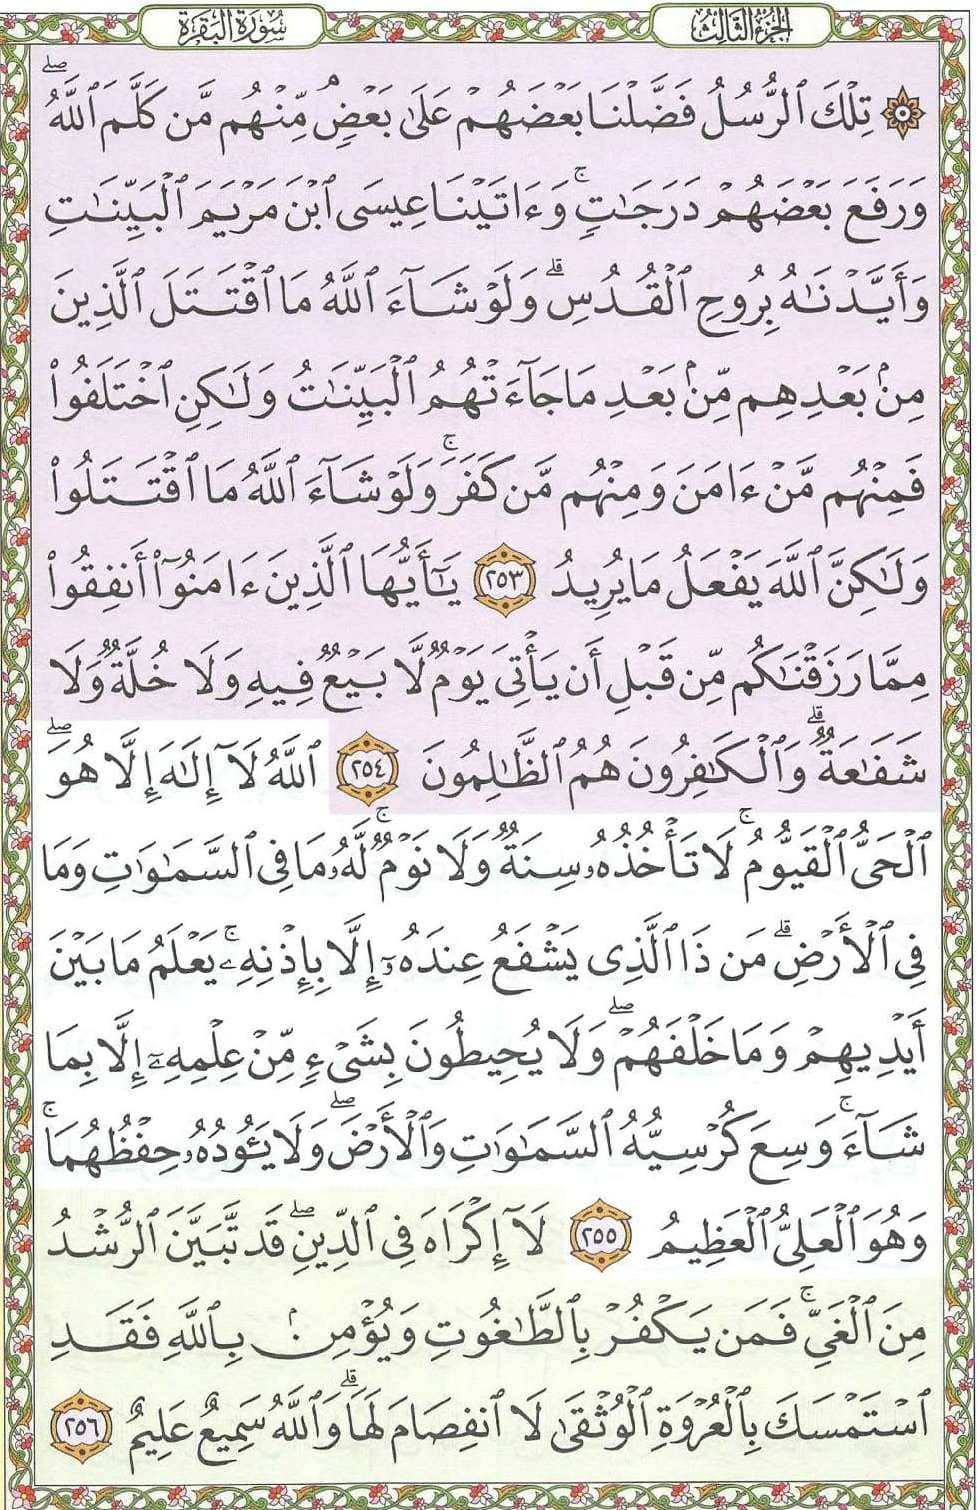 الجزء الثالث
سورة البقرة
۞ تِلْكَ ٱلرُّسُلُ فَضَّلْنَا بَعْضَهُمْ عَلَىٰ بَعْضٍۢ مِّنْهُم مَّن كَلَّمَ ٱللَّهُ ۖ
وَرَفَعَ بَعْضَهُمْ دَرَجَٰتٍۢ ۚ وَءَاتَيْنَا عِيسَى ٱبْنَ مَرْيَمَ ٱلْبَيِّنَٰتِ
وَأَيَّدْنَٰهُ بِرُوحِ ٱلْقُدُسِ ۗ وَلَوْ شَآءَ ٱللَّهُ مَا ٱقْتَتَلَ ٱلَّذِينَ
مِنۢ بَعْدِهِم مِّنۢ بَعْدِ مَا جَآءَتْهُمُ ٱلْبَيِّنَٰتُ وَلَٰكِنِ ٱخْتَلَفُوا۟
فَمِنْهُم مَّنْ ءَامَنَ وَمِنْهُم مَّن كَفَرَ ۚ وَلَوْ شَآءَ ٱللَّهُ مَا ٱقْتَتَلُوا۟
وَلَٰكِنَّ ٱللَّهَ يَفْعَلُ مَا يُرِيدُ ٢٥٣ يَٰٓأَيُّهَا ٱلَّذِينَ ءَامَنُوٓا۟ أَنفِقُوا۟
مِمَّا رَزَقْنَٰكُم مِّن قَبْلِ أَن يَأْتِىَ يَوْمٌۭ لَّا بَيْعٌۭ فِيهِ وَلَا خُلَّةٌۭ وَلَا
شَفَٰعَةٌۭ ۗ وَٱلْكَٰفِرُونَ هُمُ ٱلظَّٰلِمُونَ ٢٥٤ ٱللَّهُ لَآ إِلَٰهَ إِلَّا هُوَ ۖ
ٱلْحَىُّ ٱلْقَيُّومُ ۚ لَا تَأْخُذُهُۥ سِنَةٌۭ وَلَا نَوْمٌۭ ۚ لَّهُۥ مَا فِى ٱلسَّمَٰوَٰتِ وَمَا
فِى ٱلْأَرْضِ ۗ مَن ذَا ٱلَّذِى يَشْفَعُ عِندَهُۥٓ إِلَّا بِإِذْنِهِۦ ۚ يَعْلَمُ مَا بَيْنَ
أَيْدِيهِمْ وَمَا خَلْفَهُمْ ۖ وَلَا يُحِيطُونَ بِشَىْءٍۢ مِّنْ عِلْمِهِۦٓ إِلَّا بِمَا
شَآءَ ۚ وَسِعَ كُرْسِيُّهُ ٱلسَّمَٰوَٰتِ وَٱلْأَرْضَ ۖ وَلَا يَـُٔودُهُۥ حِفْظُهُمَا ۚ
وَهُوَ ٱلْعَلِىُّ ٱلْعَظِيمُ ٢٥٥ لَآ إِكْرَاهَ فِى ٱلدِّينِ ۖ قَد تَّبَيَّنَ ٱلرُّشْدُ
مِنَ ٱلْغَىِّ ۚ فَمَن يَكْفُرْ بِٱلطَّٰغُوتِ وَيُؤْمِنۢ بِٱللَّهِ فَقَدِ
ٱسْتَمْسَكَ بِٱلْعُرْوَةِ ٱلْوُثْقَىٰ لَا ٱنفِصَامَ لَهَا ۗ وَٱللَّهُ سَمِيعٌ عَلِيمٌ ٢٥٦